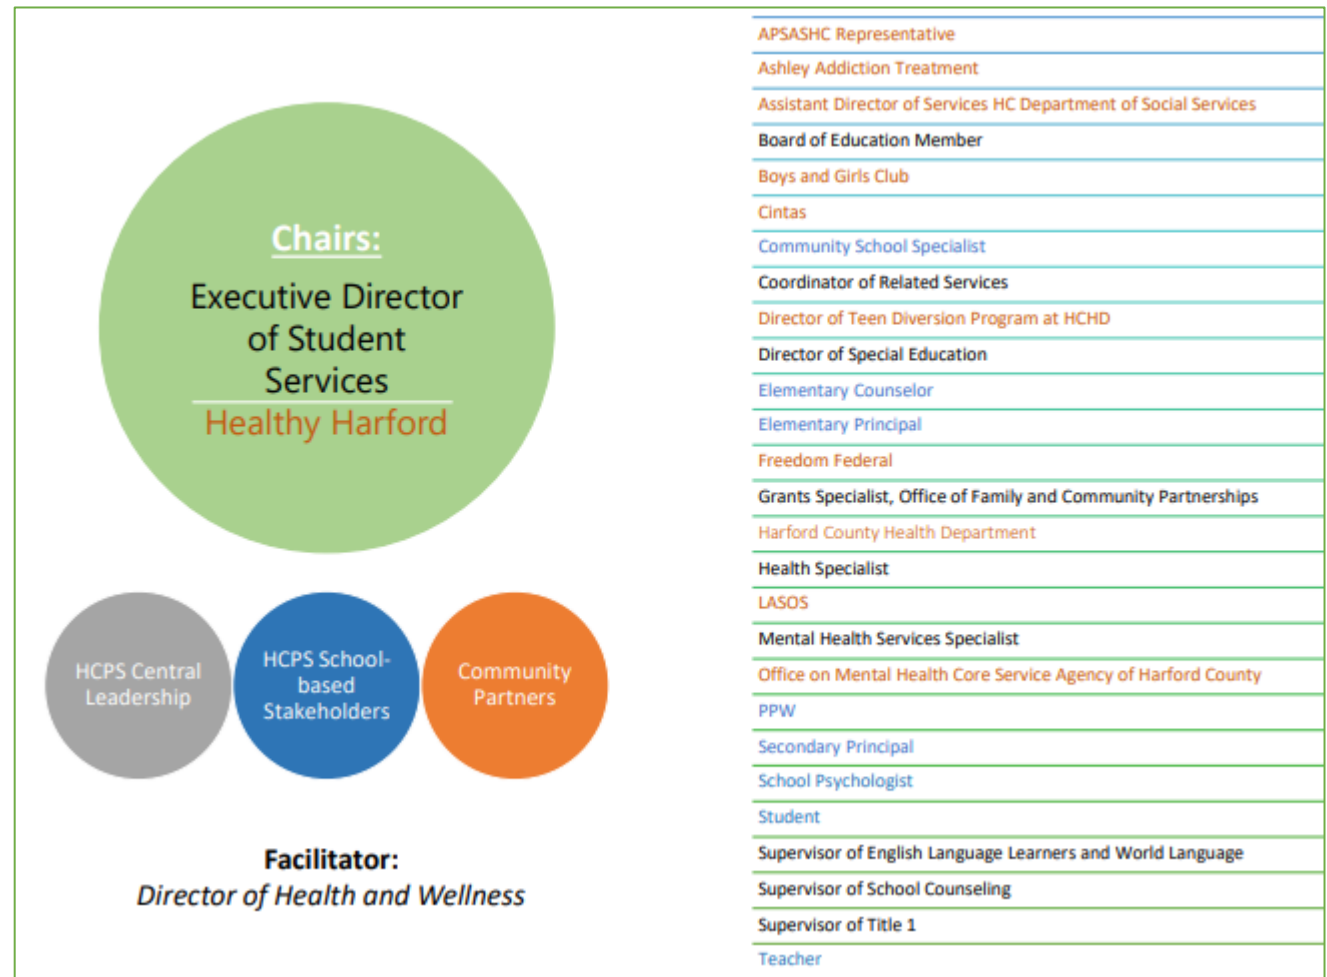 Chairs:
Executive Director
of Student
Services
Healthy Harford
HCPS Central
Leadership
HCPS School-
based
Stakeholders
Community
Partners
Facilitator:
Director of Health and Wellness
APSASHC Representative
Ashley Addiction Treatment
Assistant Director of Services HC Department of Social Services
Board of Education Member
Boys and Girls Club
Cintas
Community School Specialist
Coordinator of Related Services
Director of Teen Diversion Program at HCHD
Director of Special Education
Elementary Counselor
Elementary Principal
Freedom Federal
Grants Specialist, Office of Family and Community Partnerships
Harford County Health Department
Health Specialist
LASOS
Mental Health Services Specialist
Office on Mental Health Core Service Agency of Harford County
PPW
Secondary Principal
School Psychologist
Student
Supervisor of English Language Learners and World Language
Supervisor of School Counseling
Supervisor of Title 1
Teacher